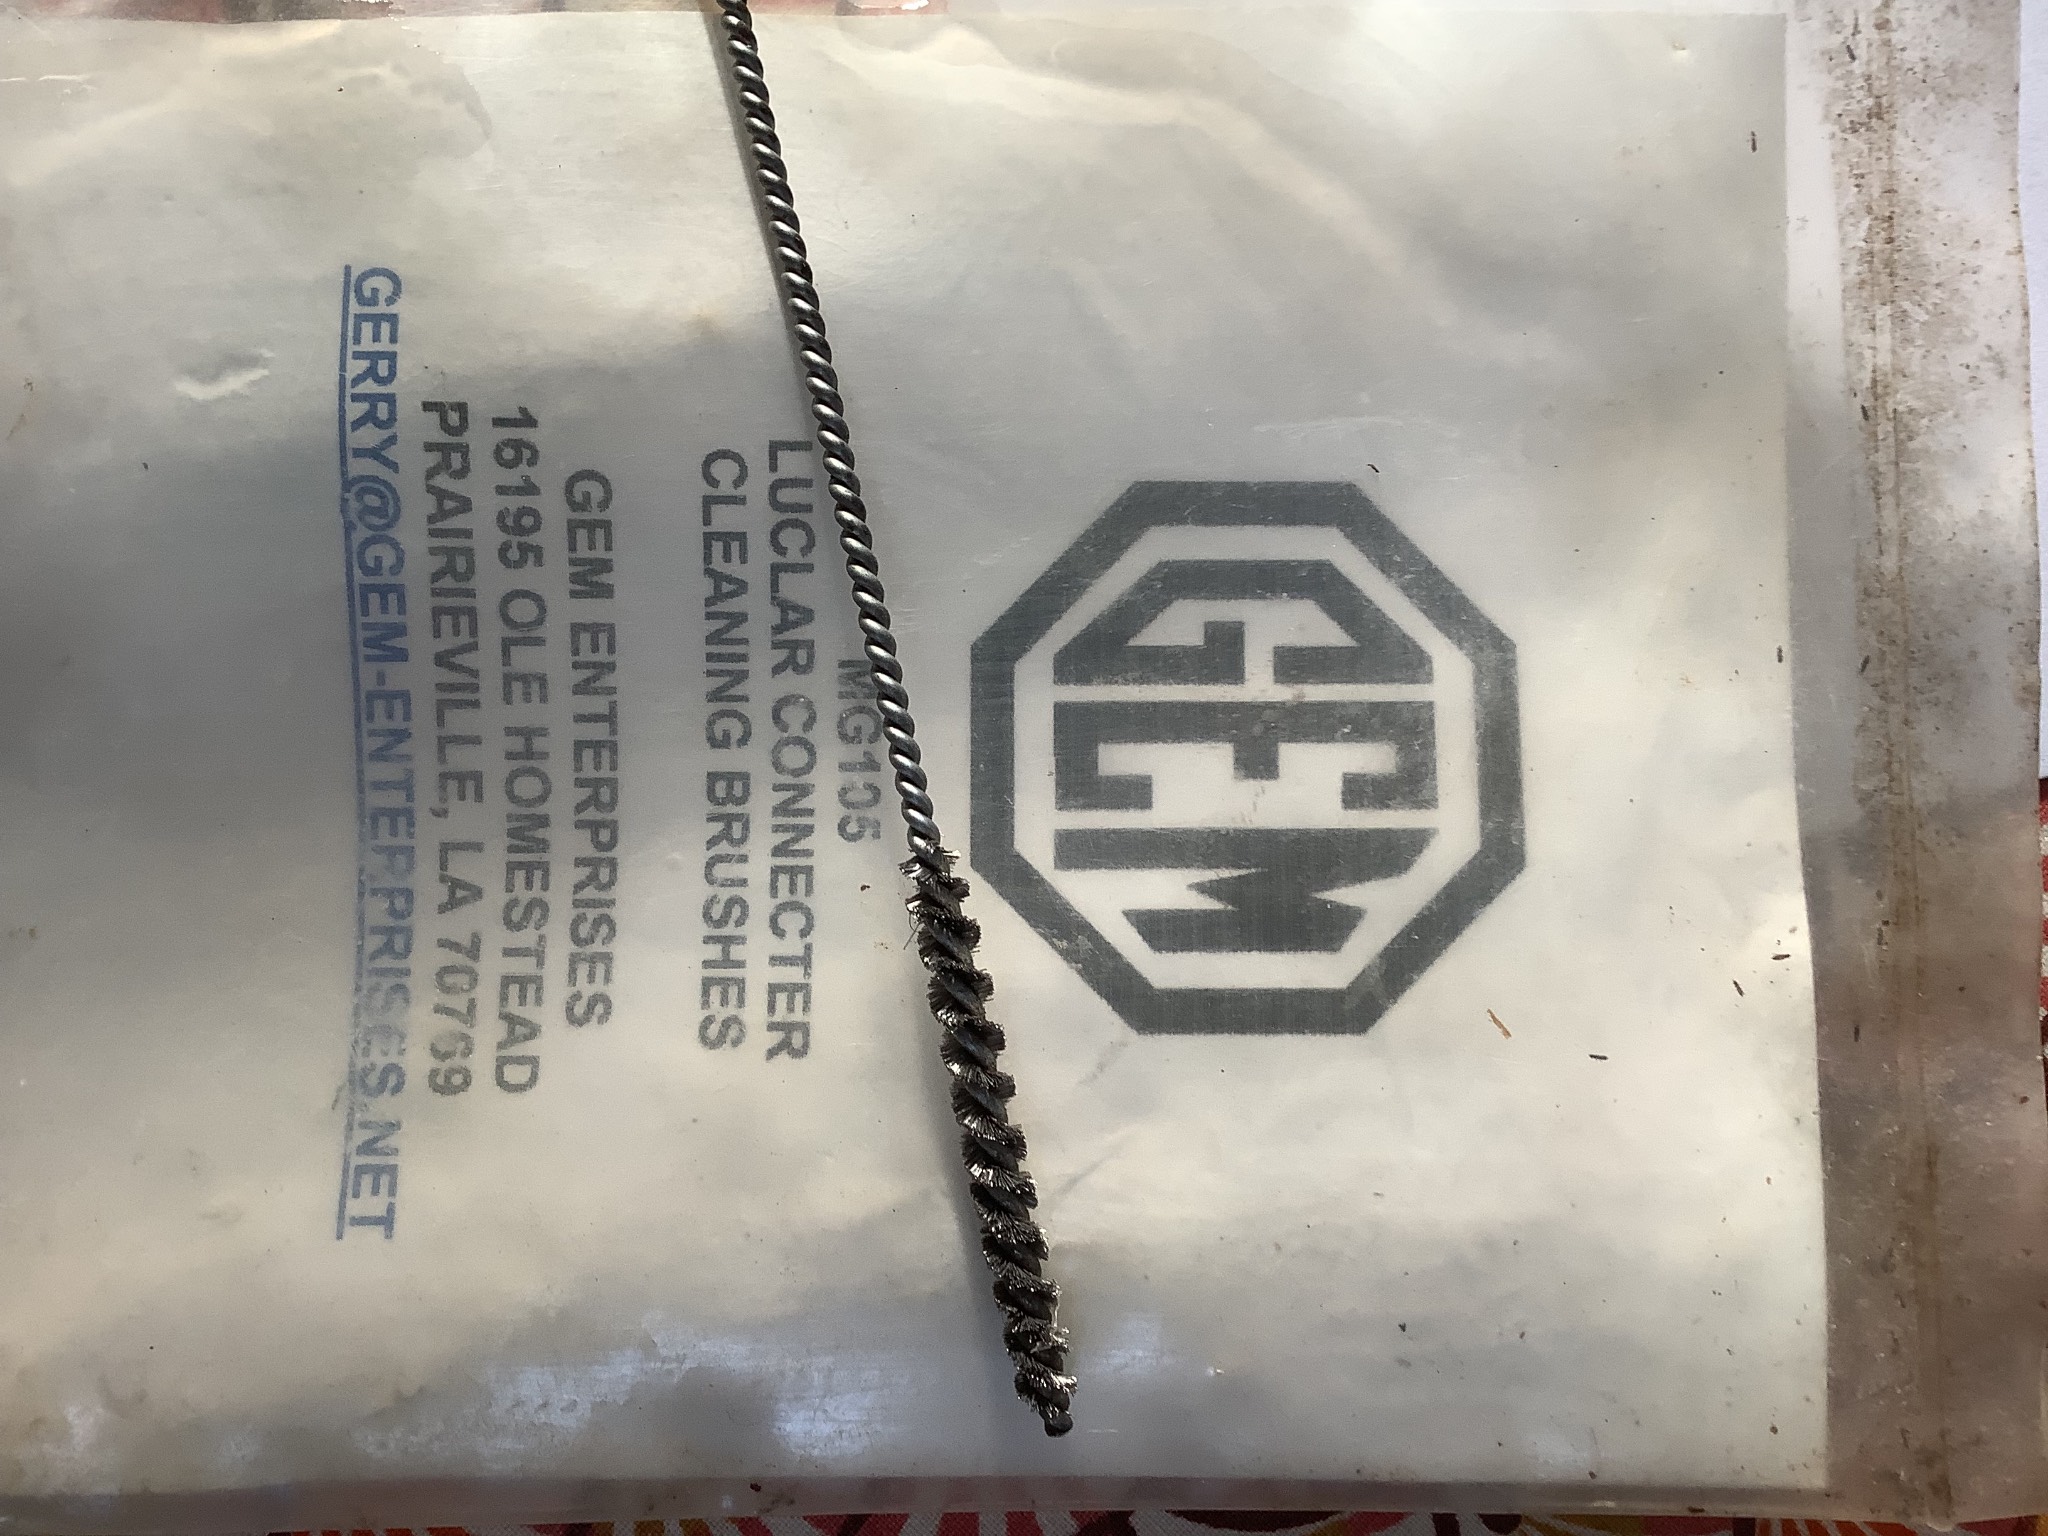 GEM
MG105
LUCLAR CONNECTER
CLEANING BRUSHES
GEM ENTERPRISES
16195 OLE HOMESTEAD
PRAIRIEVILLE, LA 70769
GERRY@GEM-ENTERPRISES.NET